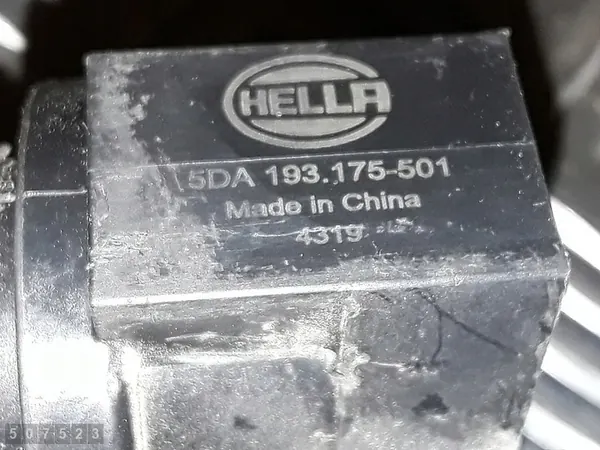 HELLA
5DA 193.175-501
Made in China
4319
507523